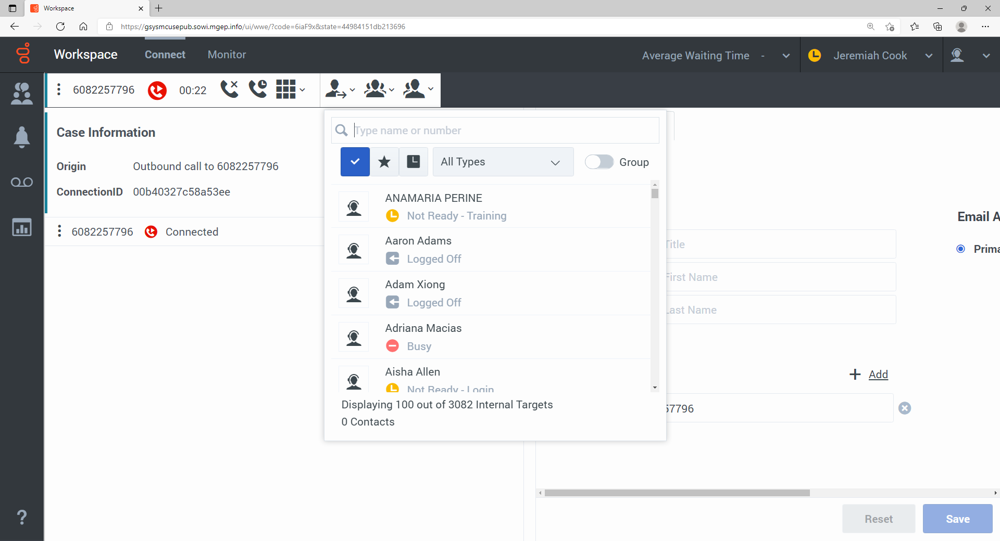 Workspace
https://gsysmcusepub.sowi.mgep.info/ui/wwe/?code=6iaF9x&state=44984151db213696
Workspace
Connect
Monitor
Average Waiting Time -
Jeremiah Cook
6082257796
00:22
Case Information
Origin Outbound call to 6082257796
ConnectionID 00b40327c58a53ee
6082257796 Connected
Type name or number
All Types
Group
ANAMARIA PERINE
Not Ready - Training
Aaron Adams
Logged Off
Adam Xiong
Logged Off
Adriana Macias
Busy
Aisha Allen
Not Ready - Login
Displaying 100 out of 3082 Internal Targets
0 Contacts
Email A
Title
Prima
First Name
Last Name
+ Add
57796
?
Reset
Save